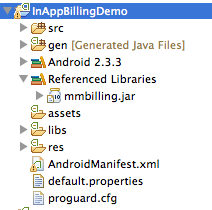 InAppBillingDemo
src
gen [Generated Java Files]
Android 2.3.3
Referenced Libraries
mmbilling.jar
assets
libs
res
AndroidManifest.xml
default.properties
proguard.cfg